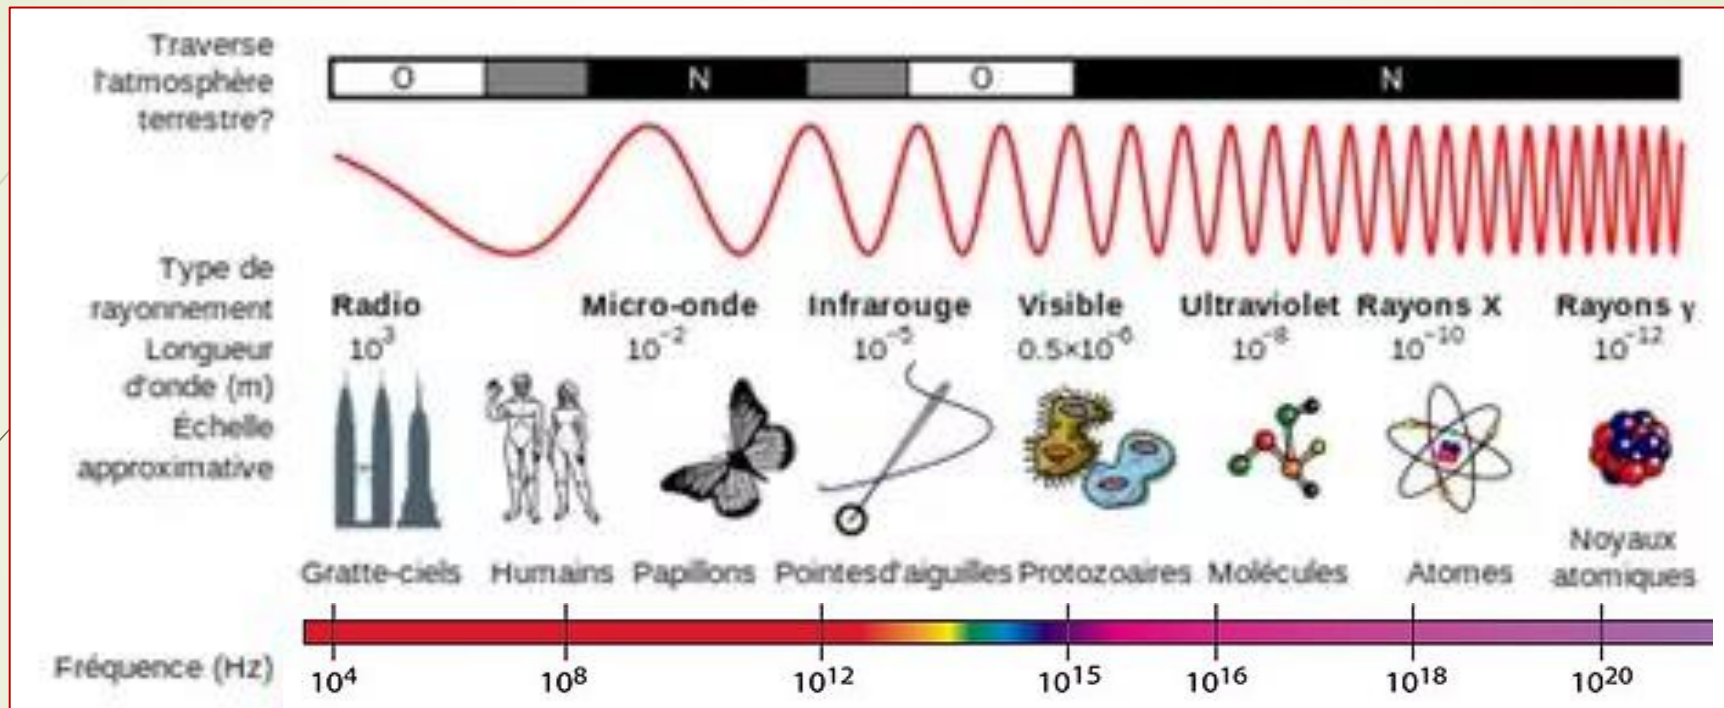 Traverse
l'atmosphère
terrestre?
O N O N
Type de
rayonnement
Radio Micro-onde Infrarouge Visible Ultraviolet Rayons X Rayons γ
Longueur
d'onde (m)
10³ 10⁻² 10⁻⁵ 0.5×10⁻⁶ 10⁻⁸ 10⁻¹⁰ 10⁻¹²
Échelle
approximative
Gratte-ciels Humains Papillons Pointesd'aiguilles Protozoaires Molécules Atomes Noyaux
atomiques
Fréquence (Hz)
10⁴ 10⁸ 10¹² 10¹⁵ 10¹⁶ 10¹⁸ 10²⁰